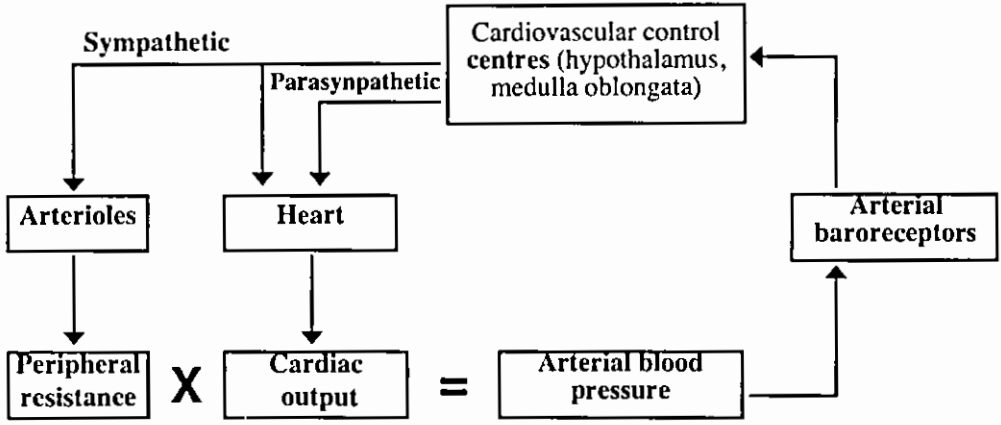 Cardiovascular control
centres (hypothalamus,
medulla oblongata)
Sympathetic
Parasynpathetic
Arterioles
Heart
Arterial
baroreceptors
Peripheral
resistance
X
Cardiac
output
=
Arterial blood
pressure